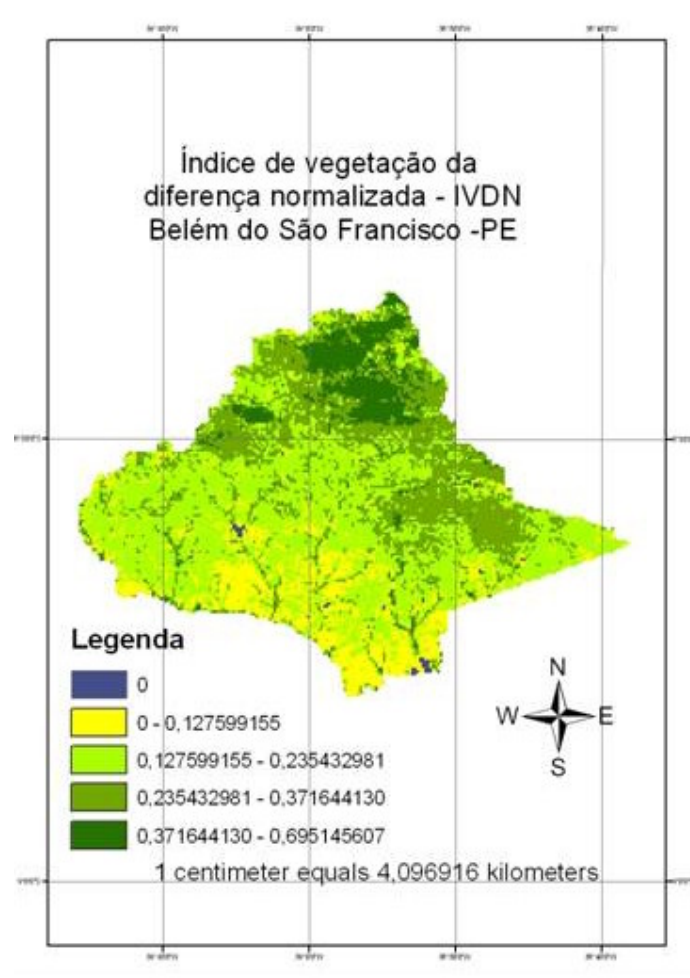 Índice de vegetação da
diferença normalizada - IVDN
Belém do São Francisco -PE
Legenda
0
0 - 0,127599155
0,127599155 - 0,235432981
0,235432981 - 0,371644130
0,371644130 - 0,695145607
N
W
E
S
1 centimeter equals 4,096916 kilometers